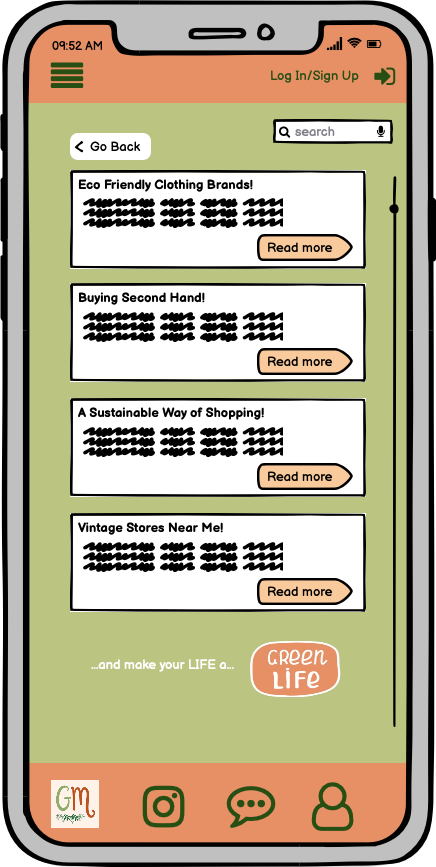 09:52 AM
Log In/Sign Up
search
Go Back
Eco Friendly Clothing Brands!
Read more
Buying Second Hand!
Read more
A Sustainable Way of Shopping!
Read more
Vintage Stores Near Me!
Read more
...and make your LIFE a...
GReen
LiFe
GM